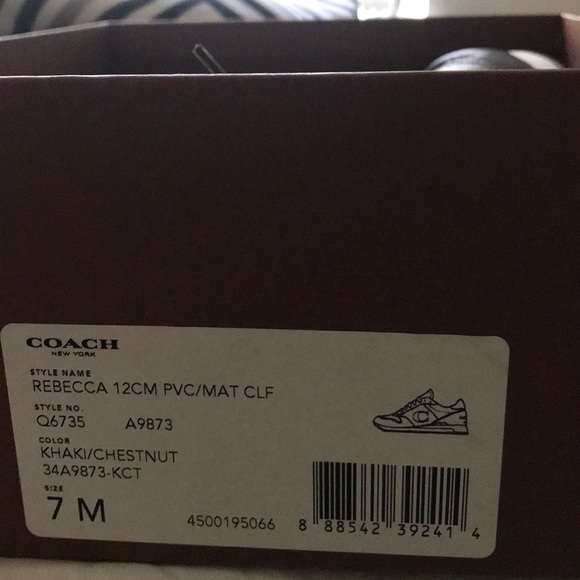 COACH
NEW YORK
STYLE NAME
REBECCA 12CM PVC/MAT CLF
STYLE NO.
Q6735 A9873
COLOR
KHAKI/CHESTNUT
34A9873-KCT
SIZE
7 M
4500195066 8 88542 39241 4
C